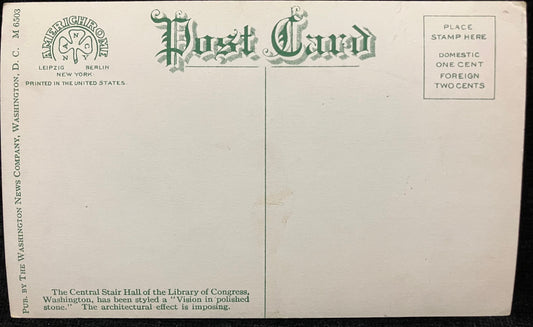 AMERICHROME
ANC
LEIPZIG BERLIN
NEW YORK
PRINTED IN THE UNITED STATES.
Post Card
PLACE
STAMP HERE
DOMESTIC
ONE CENT
FOREIGN
TWO CENTS
PUB. BY THE WASHINGTON NEWS COMPANY, WASHINGTON, D. C. M 6503
The Central Stair Hall of the Library of Congress,
Washington, has been styled a "Vision in polished
stone." The architectural effect is imposing.